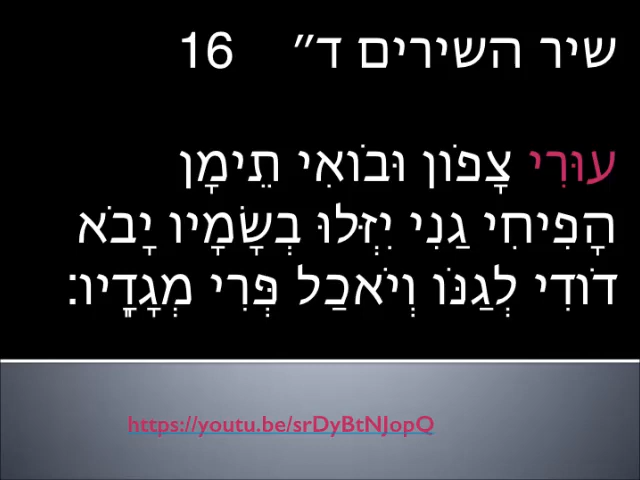 שיר השירים ד״ 16
עוּרִי צָפוֹן וּבוֹאִי תֵימָן
הָפִיחִי גַנִי יִזְּלוּ בְשָׂמָיו יָבֹא
דוֹדִי לְגַנּוֹ וְיֹאכַל פְּרִי מְגָדָיו׃
https://youtu.be/srDyBtNJopQ